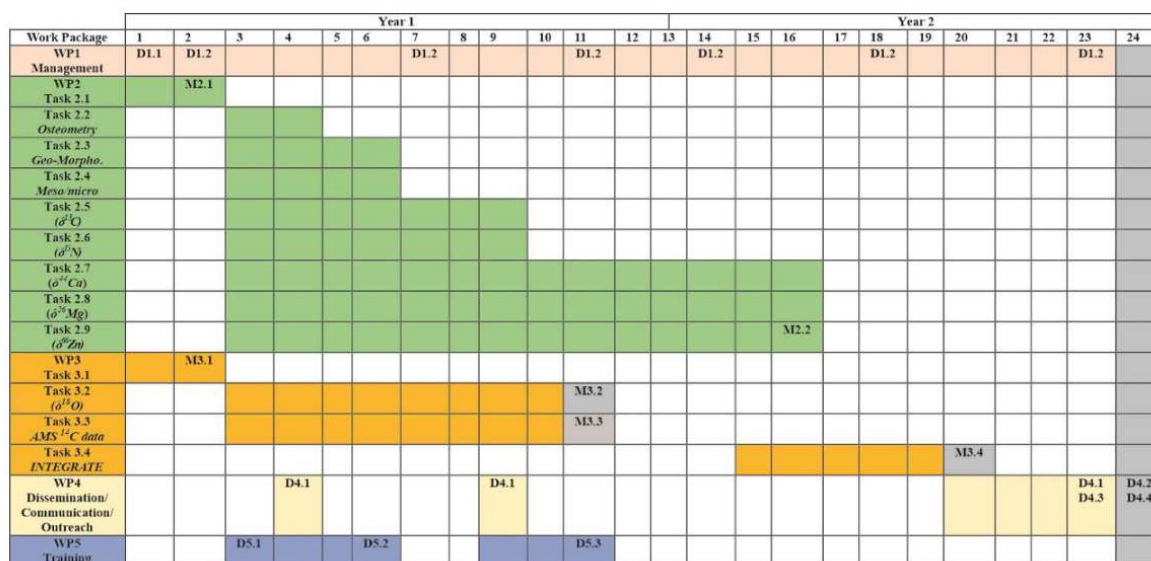 Year 1 Year 2
Work Package 1 2 3 4 5 6 7 8 9 10 11 12 13 14 15 16 17 18 19 20 21 22 23 24
WP1 D1.1 D1.2 D1.2 D1.2 D1.2 D1.2 D1.2
Management
WP2 M2.1
Task 2.1
Task 2.2
Osteometry
Task 2.3
Geo-Morpho.
Task 2.4
Meso/micro
Task 2.5
(δ¹³C)
Task 2.6
(δ¹⁵N)
Task 2.7
(δ⁴⁴Ca)
Task 2.8
(δ²⁶Mg)
Task 2.9 M2.2
(δ⁶⁶Zn)
WP3 M3.1
Task 3.1
Task 3.2 M3.2
(δ¹⁸O)
Task 3.3 M3.3
AMS ¹⁴C data
Task 3.4 M3.4
INTEGRATE
WP4 D4.1 D4.1 D4.1 D4.2
Dissemination/ D4.3 D4.4
Communication/
Outreach
WP5 D5.1 D5.2 D5.3
Training